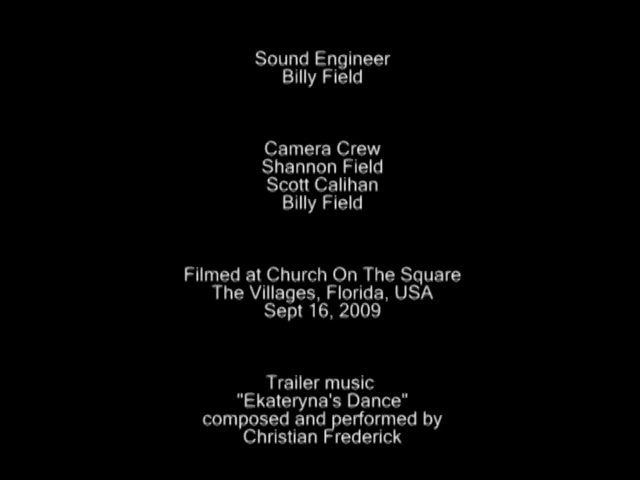 Sound Engineer
Billy Field
Camera Crew
Shannon Field
Scott Calihan
Billy Field
Filmed at Church On The Square
The Villages, Florida, USA
Sept 16, 2009
Trailer music
"Ekateryna's Dance"
composed and performed by
Christian Frederick